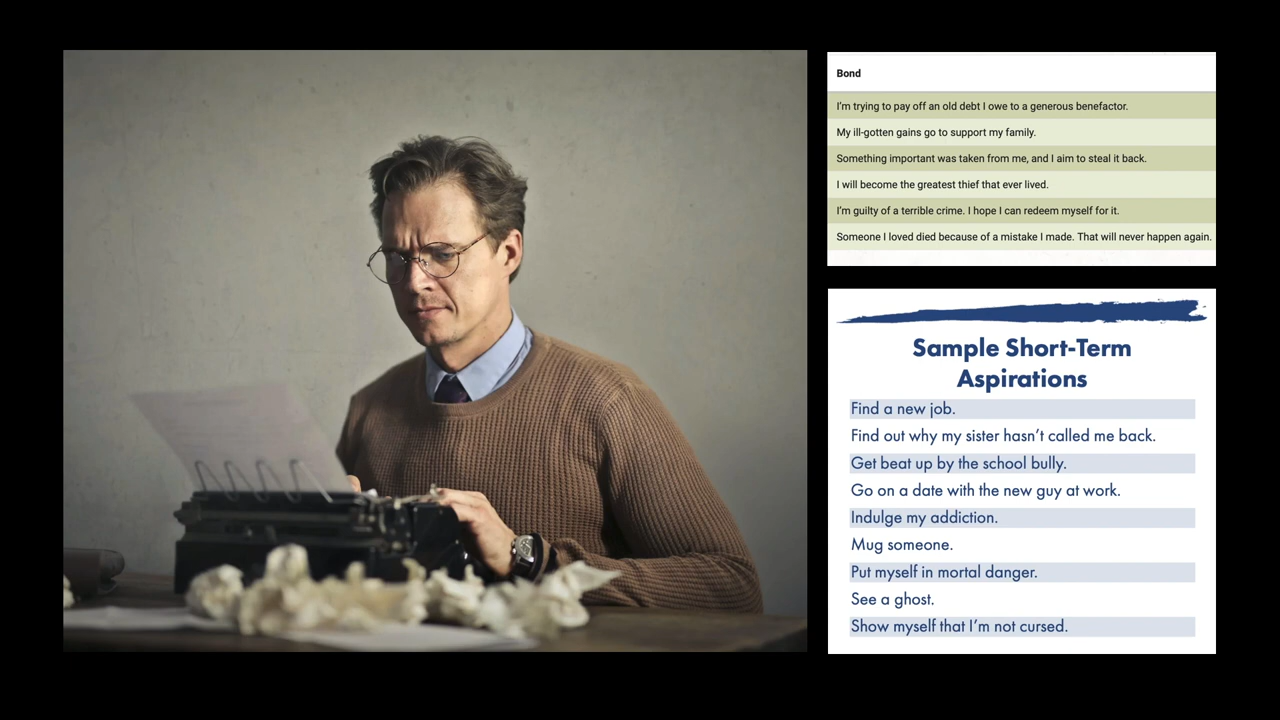 Bond
I'm trying to pay off an old debt I owe to a generous benefactor.
My ill-gotten gains go to support my family.
Something important was taken from me, and I aim to steal it back.
I will become the greatest thief that ever lived.
I'm guilty of a terrible crime. I hope I can redeem myself for it.
Someone I loved died because of a mistake I made. That will never happen again.
Sample Short-Term
Aspirations
Find a new job.
Find out why my sister hasn't called me back.
Get beat up by the school bully.
Go on a date with the new guy at work.
Indulge my addiction.
Mug someone.
Put myself in mortal danger.
See a ghost.
Show myself that I'm not cursed.